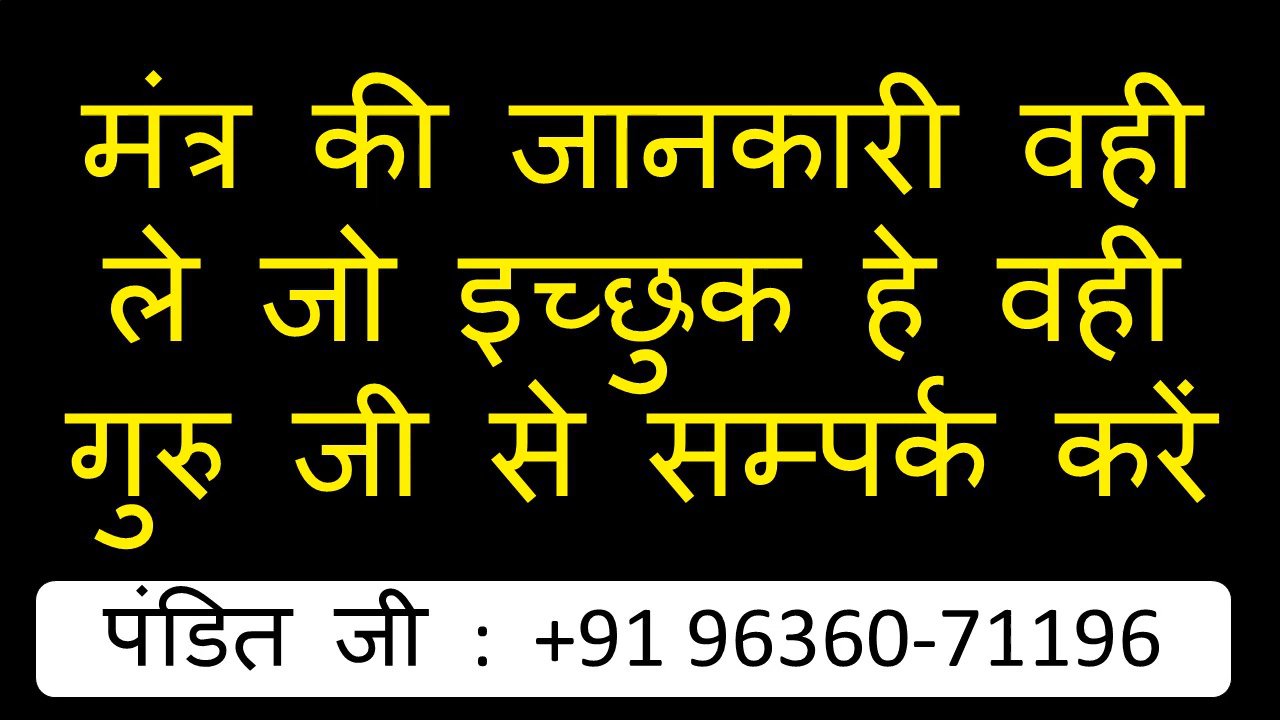 मंत्र की जानकारी वही
ले जो इच्छुक हे वही
गुरु जी से सम्पर्क करें
पंडित जी : +91 96360-71196